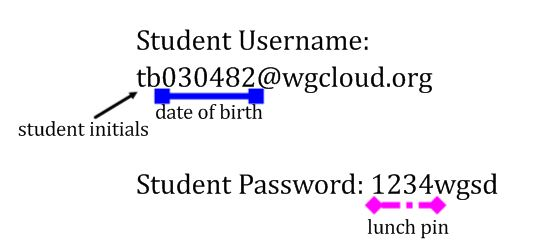 Student Username:
tb030482@wgcloud.org
date of birth
student initials
Student Password: 1234wgsd
lunch pin